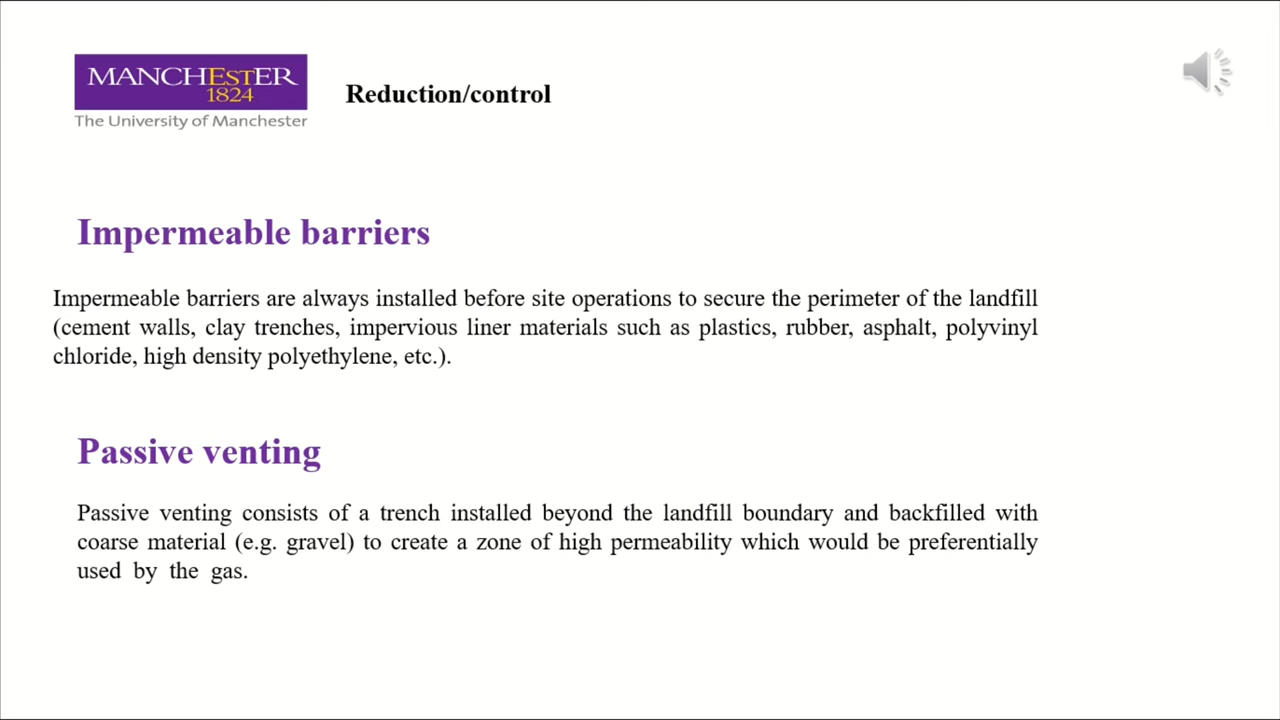 MANCHEstER
1824
The University of Manchester
Reduction/control
Impermeable barriers
Impermeable barriers are always installed before site operations to secure the perimeter of the landfill
(cement walls, clay trenches, impervious liner materials such as plastics, rubber, asphalt, polyvinyl
chloride, high density polyethylene, etc.).
Passive venting
Passive venting consists of a trench installed beyond the landfill boundary and backfilled with
coarse material (e.g. gravel) to create a zone of high permeability which would be preferentially
used by the gas.